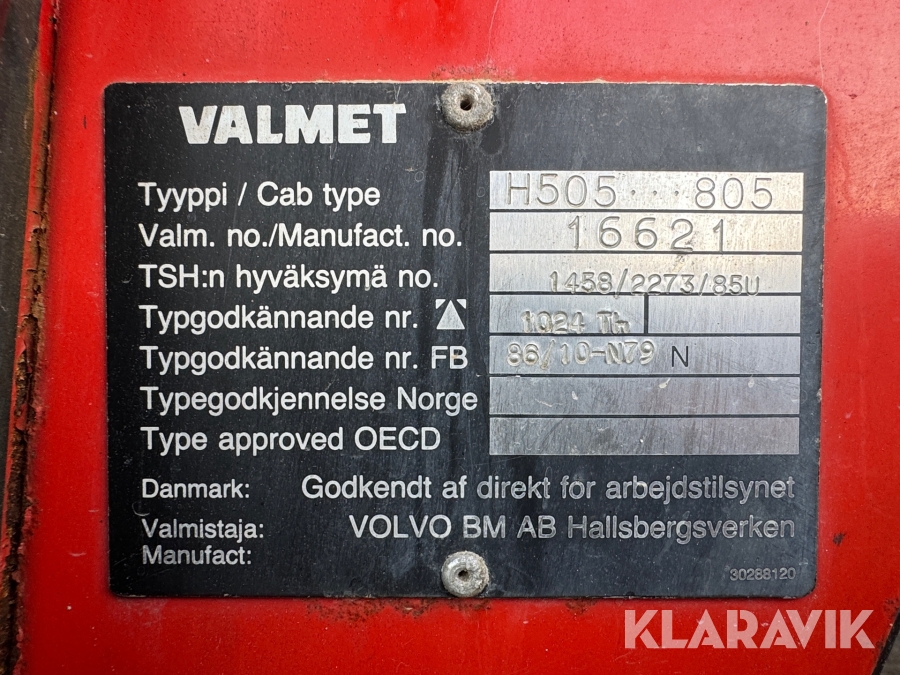 VALMET
Tyyppi / Cab type H505···805
Valm. no./Manufact. no. 16621
TSH:n hyväksymä no. 1458/2273/85U
Typgodkännande nr. 1024 Th
Typgodkännande nr. FB 86/10-N79 N
Typegodkjennelse Norge
Type approved OECD
Danmark: Godkendt af direkt for arbejdstilsynet
Valmistaja: VOLVO BM AB Hallsbergsverken
Manufact:
30288120
KLARAVIK